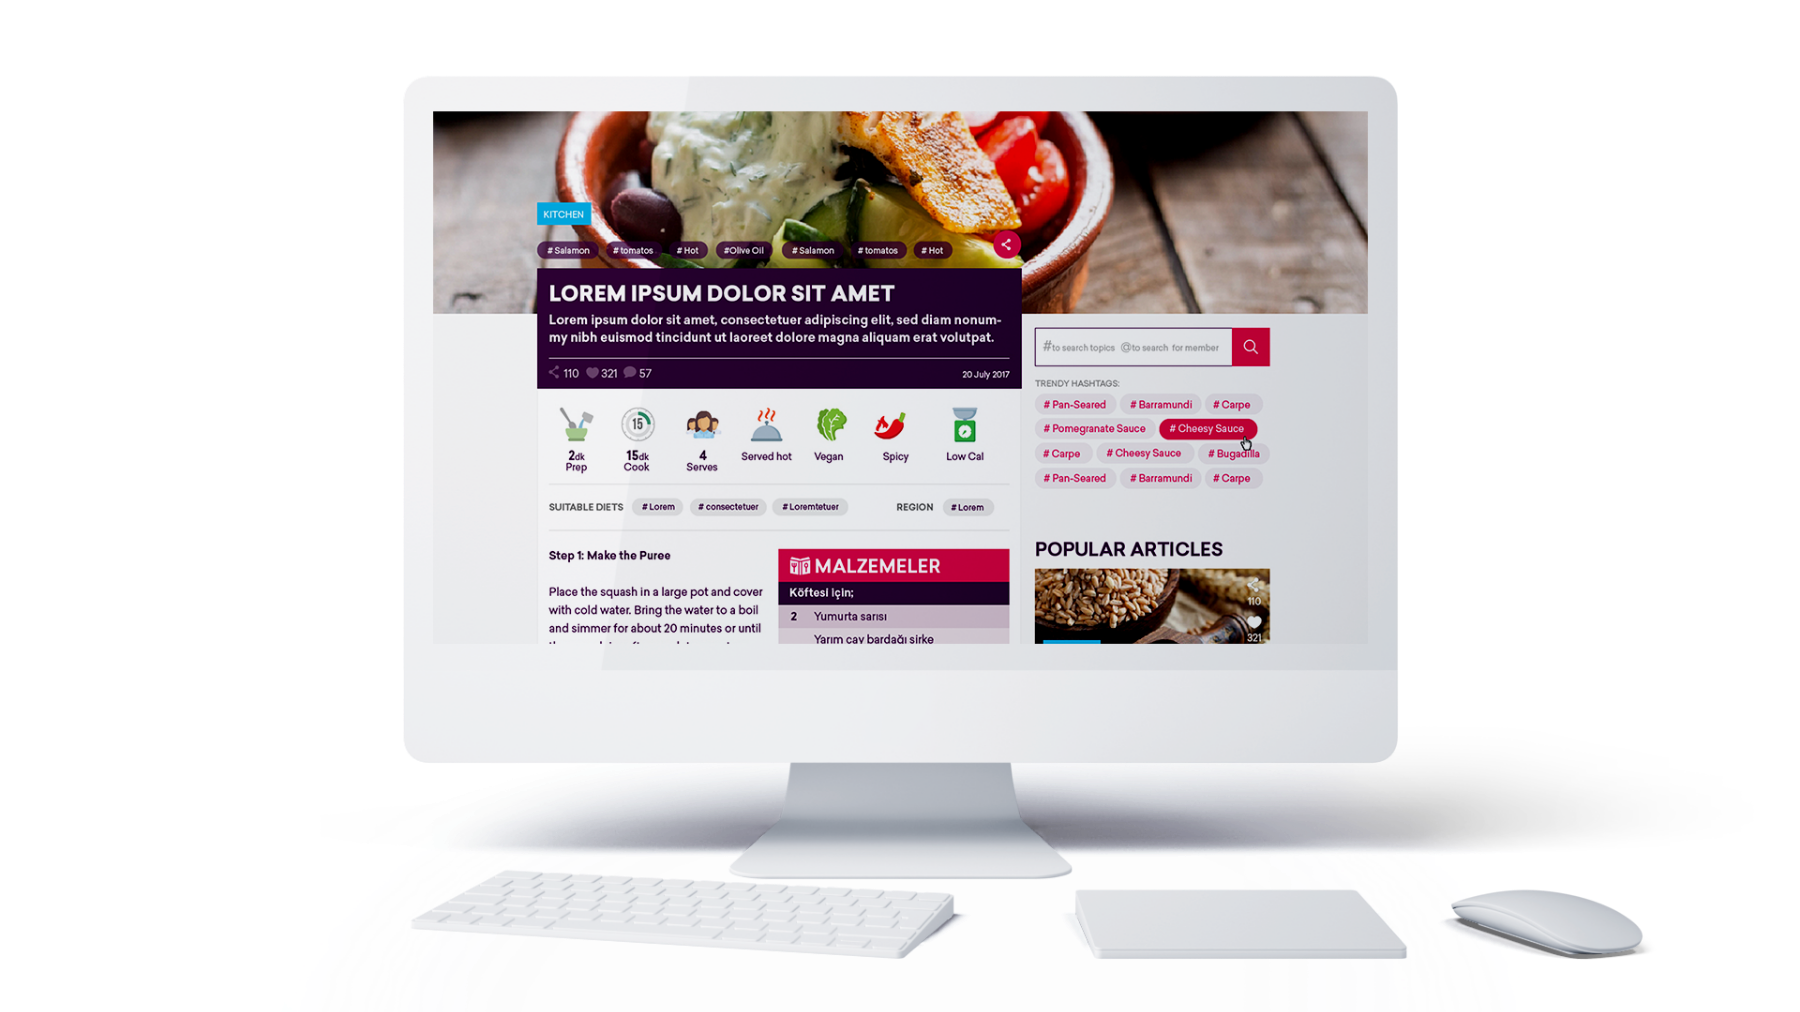 KITCHEN
# Salamon # tomatos # Hot #Olive Oil # Salamon # tomatos # Hot
LOREM IPSUM DOLOR SIT AMET
Lorem ipsum dolor sit amet, consectetuer adipiscing elit, sed diam nonum-
my nibh euismod tincidunt ut laoreet dolore magna aliquam erat volutpat.
110 321 57 20 July 2017
15
2dk 15dk 4 Served hot Vegan Spicy Low Cal
Prep Cook Serves
SUITABLE DIETS # Lorem # consectetuer # Loremtetuer REGION # Lorem
Step 1: Make the Puree
Place the squash in a large pot and cover
with cold water. Bring the water to a boil
and simmer for about 20 minutes or until
MALZEMELER
Köftesi için;
2 Yumurta sarısı
Yarım çay bardağı sirke
#to search topics @to search for member
TRENDY HASHTAGS:
# Pan-Seared # Barramundi # Carpe
# Pomegranate Sauce # Cheesy Sauce
# Carpe # Cheesy Sauce # Bugadilla
# Pan-Seared # Barramundi # Carpe
POPULAR ARTICLES
110
321